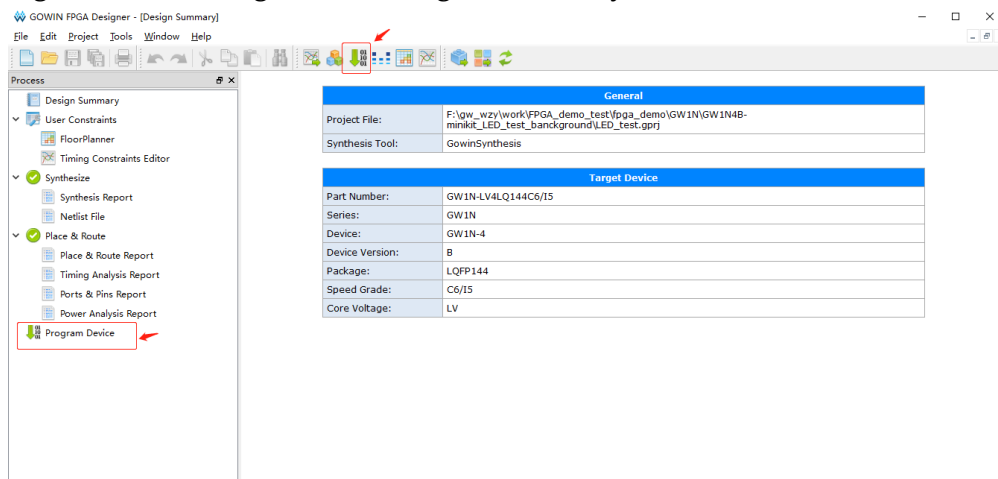 GOWIN FPGA Designer - [Design Summary]
File Edit Project Tools Window Help
Process
Design Summary
User Constraints
FloorPlanner
Timing Constraints Editor
Synthesize
Synthesis Report
Netlist File
Place & Route
Place & Route Report
Timing Analysis Report
Ports & Pins Report
Power Analysis Report
Program Device
General
Project File: F:\gw_wzy\work\FPGA_demo_test\fpga_demo\GW1N\GW1N4B-
minikit_LED_test_banckground\LED_test.gprj
Synthesis Tool: GowinSynthesis
Target Device
Part Number: GW1N-LV4LQ144C6/I5
Series: GW1N
Device: GW1N-4
Device Version: B
Package: LQFP144
Speed Grade: C6/I5
Core Voltage: LV